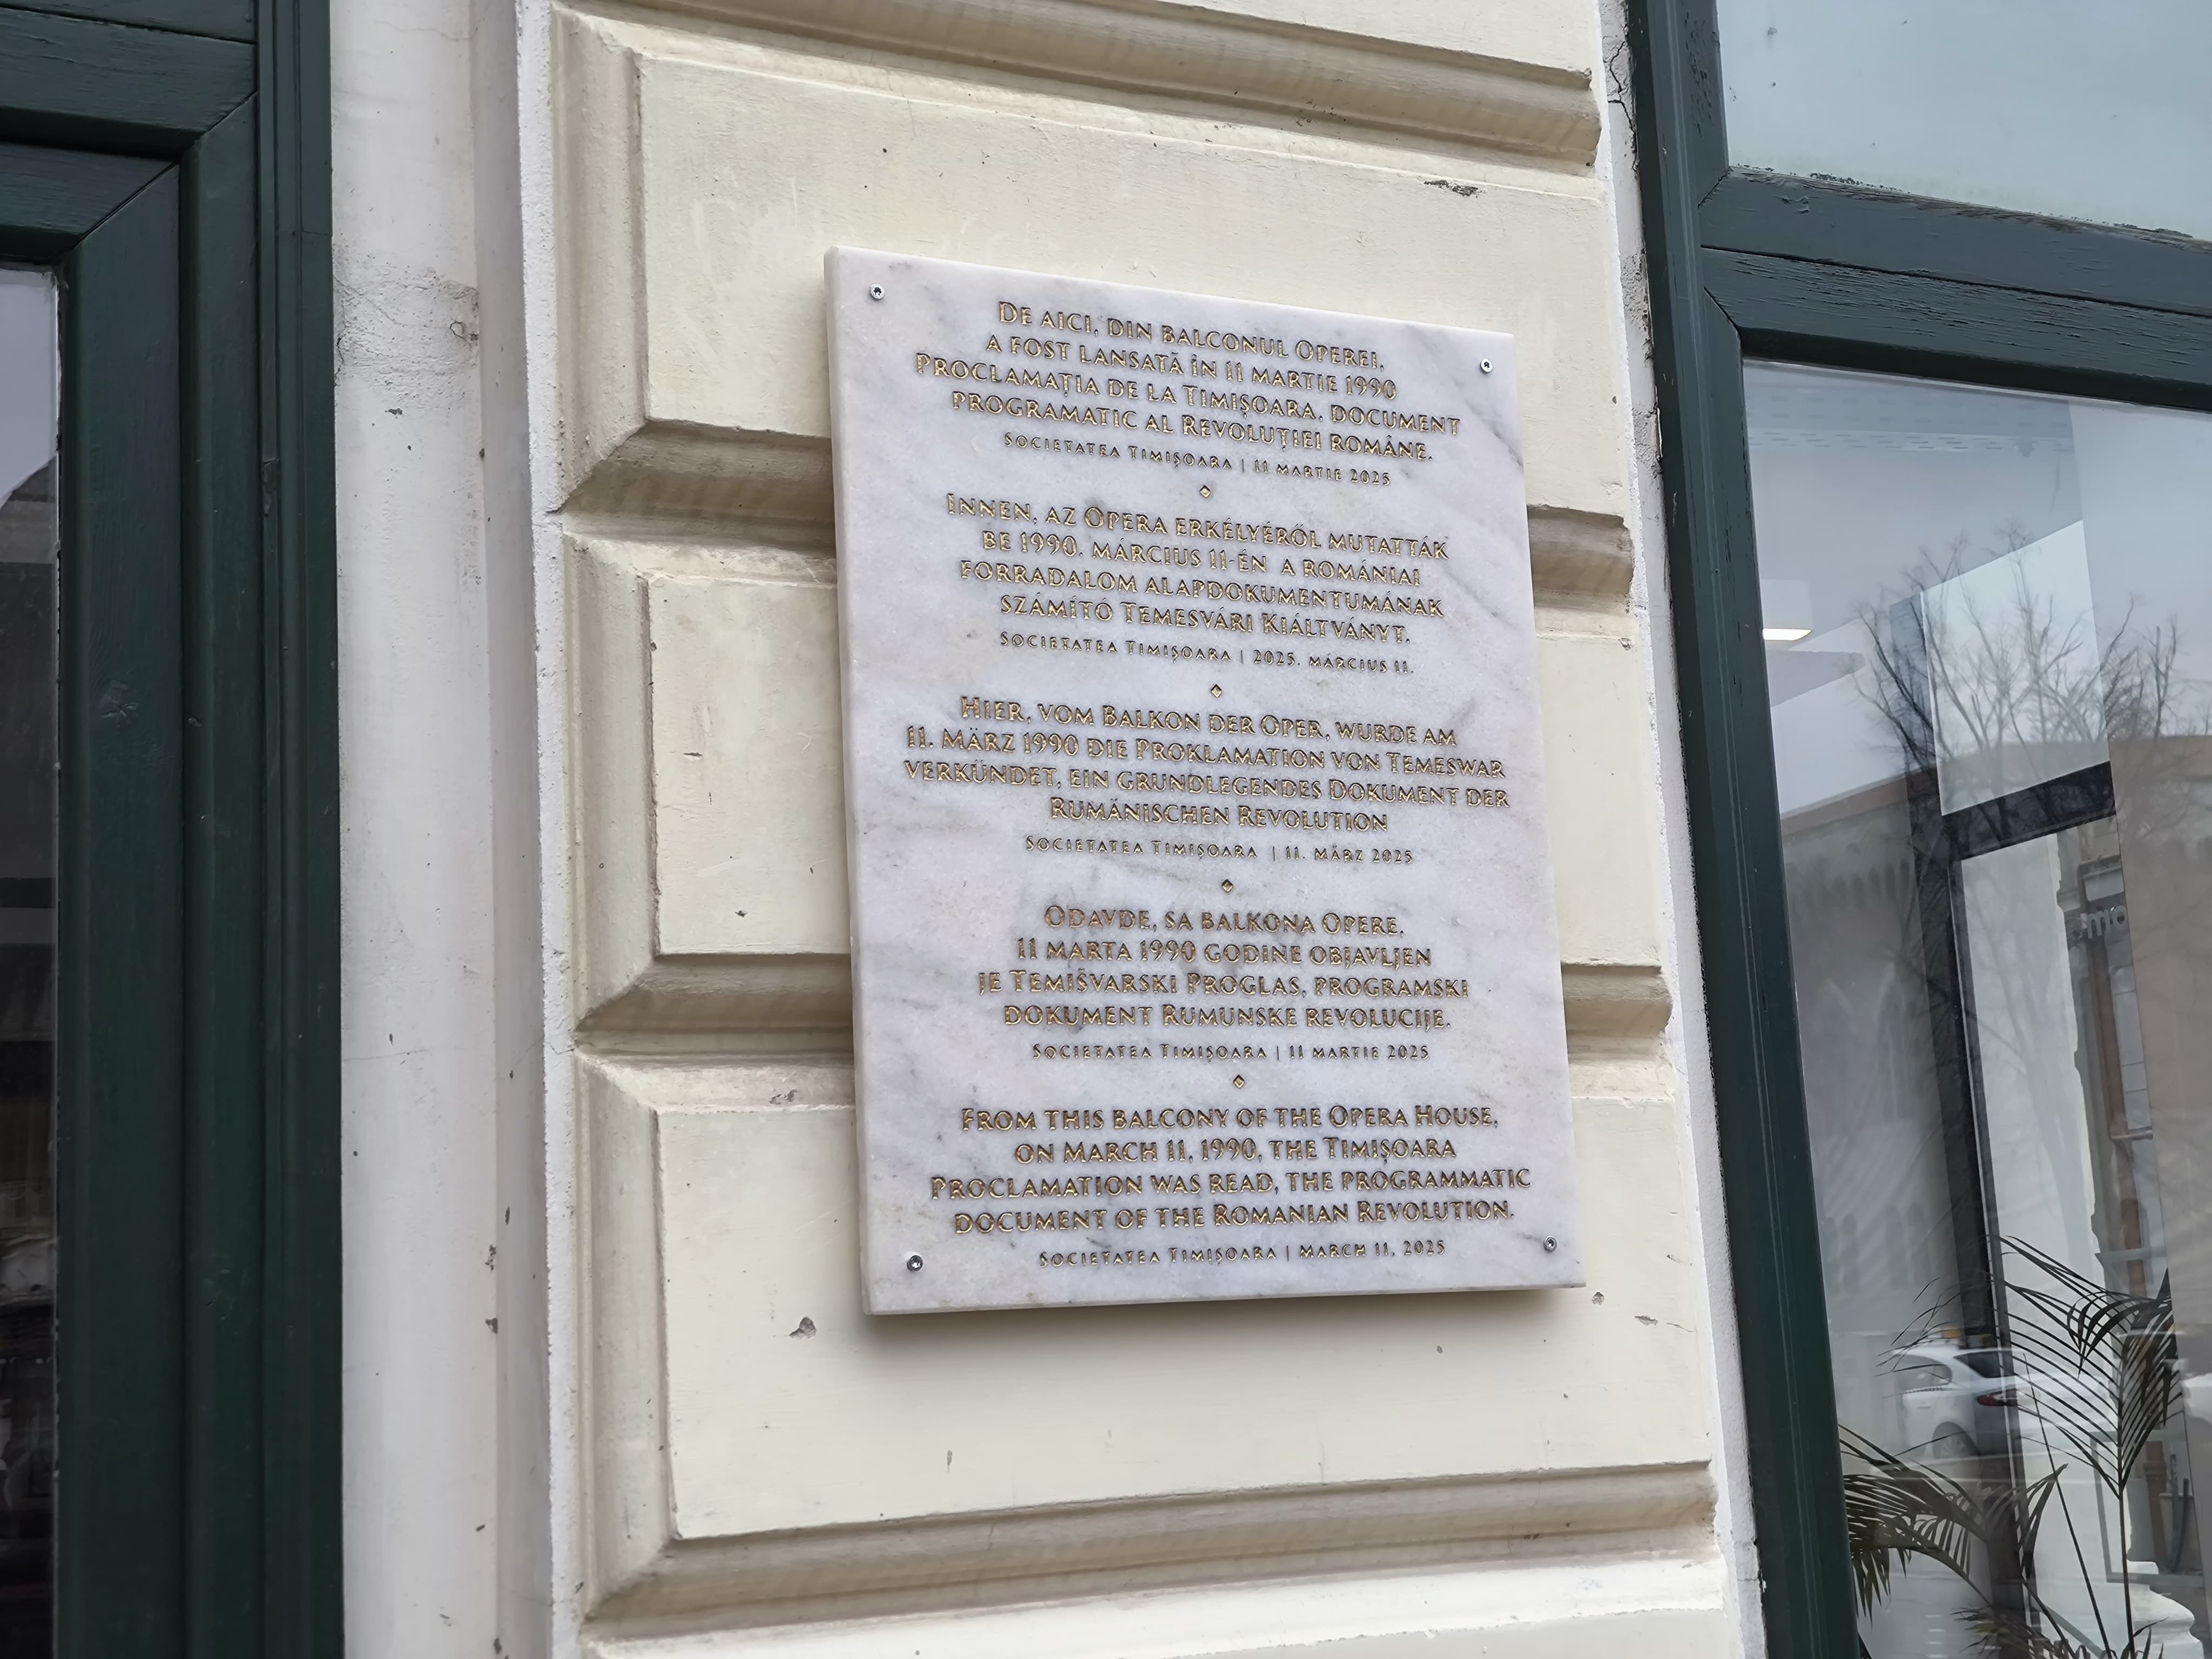 De aici, din balconul Operei,
a fost lansată în 11 martie 1990
Proclamația de la Timișoara, document
programatic al Revoluției Române.
Societatea Timișoara | 11 martie 2025
Innen, az Opera erkélyéről mutatták
be 1990. március 11-én a romániai
forradalom alapdokumentumának
számító Temesvári Kiáltványt.
Societatea Timișoara | 2025. március 11.
Hier, vom Balkon der Oper, wurde am
11. März 1990 die Proklamation von Temeswar
verkündet, ein grundlegendes Dokument der
Rumänischen Revolution
Societatea Timișoara | 11. März 2025
Odavde, sa balkona Opere,
11 marta 1990 godine objavljen
je Temišvarski Proglas, programski
dokument Rumunske revolucije.
Societatea Timișoara | 11 martie 2025
From this balcony of the Opera House,
on March 11, 1990, the Timișoara
Proclamation was read, the programmatic
document of the Romanian Revolution.
Societatea Timișoara | March 11, 2025